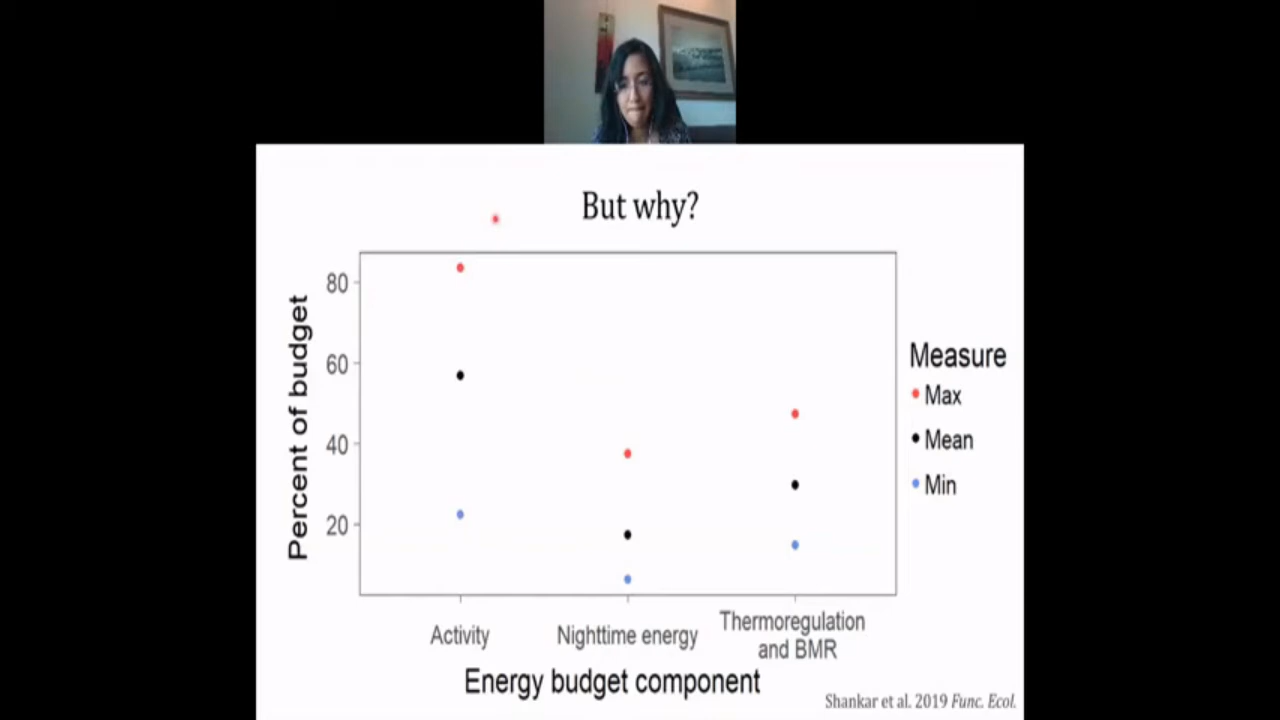 But why?
80
60
40
20
Percent of budget
Activity
Nighttime energy
Thermoregulation
and BMR
Energy budget component
Measure
Max
Mean
Min
Shankar et al. 2019 Func. Ecol.